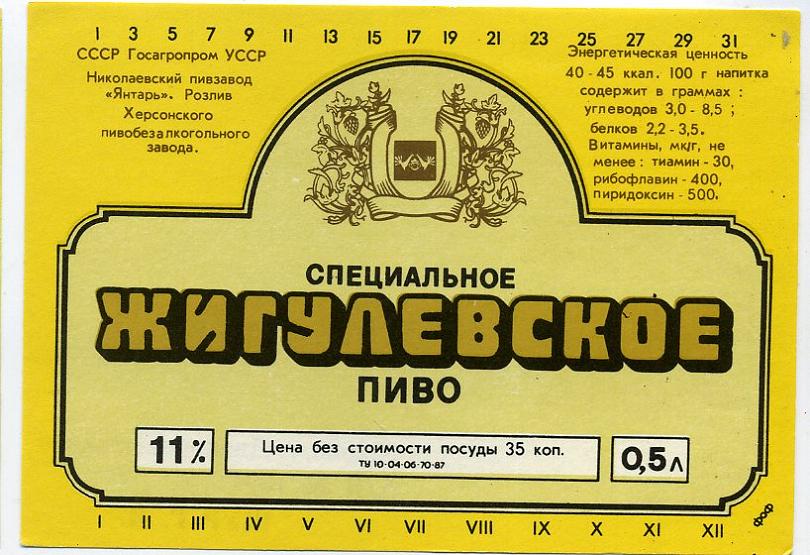 1 3 5 7 9 11 13 15 17 19 21 23 25 27 29 31
СССР Госагропром УССР
Николаевский пивзавод
«Янтарь». Розлив
Херсонского
пивобезалкогольного
завода.
Энергетическая ценность
40-45 ккал. 100 г напитка
содержит в граммах :
углеводов 3,0-8,5 ;
белков 2,2-3,5.
Витамины, мкг/г, не
менее : тиамин-30,
рибофлавин-400,
пиридоксин-500.
СПЕЦИАЛЬНОЕ
ЖИГУЛЕВСКОЕ
ПИВО
11%
Цена без стоимости посуды 35 коп.
ТУ 10-04-06-70-87
0,5л
I II III IV V VI VII VIII IX X XI XII
фоф